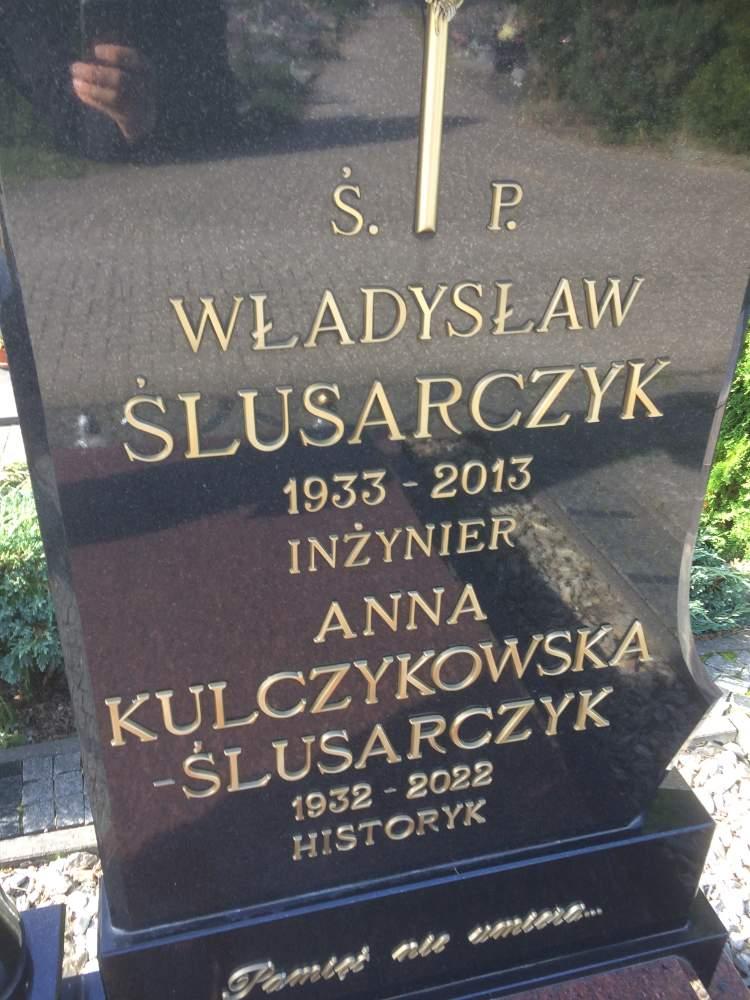 Ś. P.
WŁADYSŁAW
ŚLUSARCZYK
1933 - 2013
INŻYNIER
ANNA
KULCZYKOWSKA
-ŚLUSARCZYK
1932 - 2022
HISTORYK
Pamięć nie umiera...